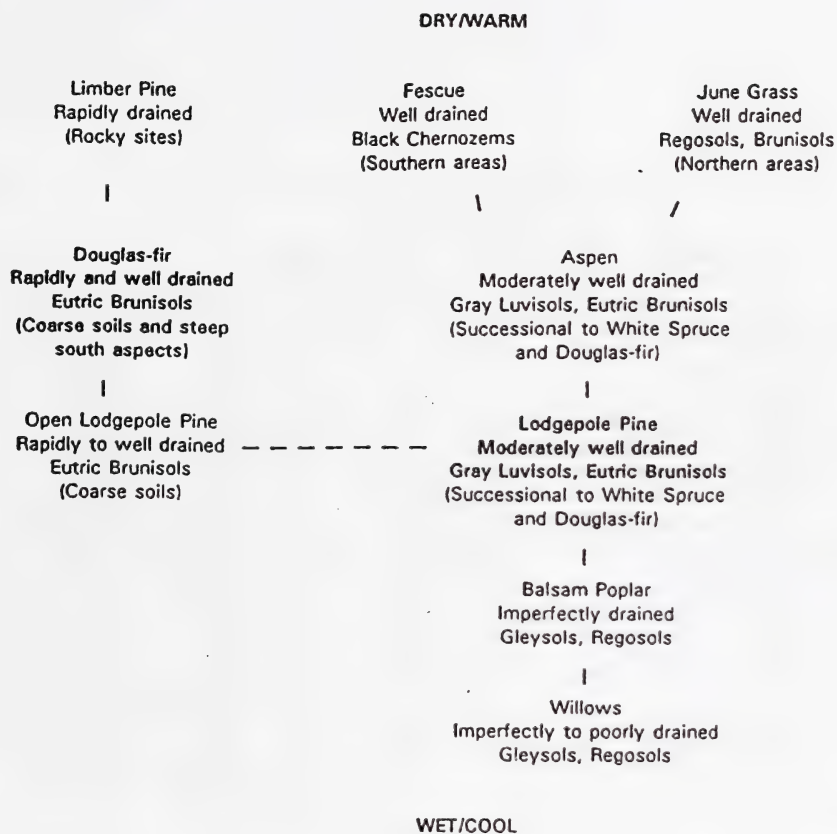 DRY/WARM
Limber Pine
Rapidly drained
(Rocky sites)
Fescue
Well drained
Black Chernozems
(Southern areas)
June Grass
Well drained
Regosols, Brunisols
(Northern areas)
Douglas-fir
Rapidly and well drained
Eutric Brunisols
(Coarse soils and steep
south aspects)
Aspen
Moderately well drained
Gray Luvisols, Eutric Brunisols
(Successional to White Spruce
and Douglas-fir)
Open Lodgepole Pine
Rapidly to well drained
Eutric Brunisols
(Coarse soils)
Lodgepole Pine
Moderately well drained
Gray Luvisols, Eutric Brunisols
(Successional to White Spruce
and Douglas-fir)
Balsam Poplar
Imperfectly drained
Gleysols, Regosols
Willows
Imperfectly to poorly drained
Gleysols, Regosols
WET/COOL